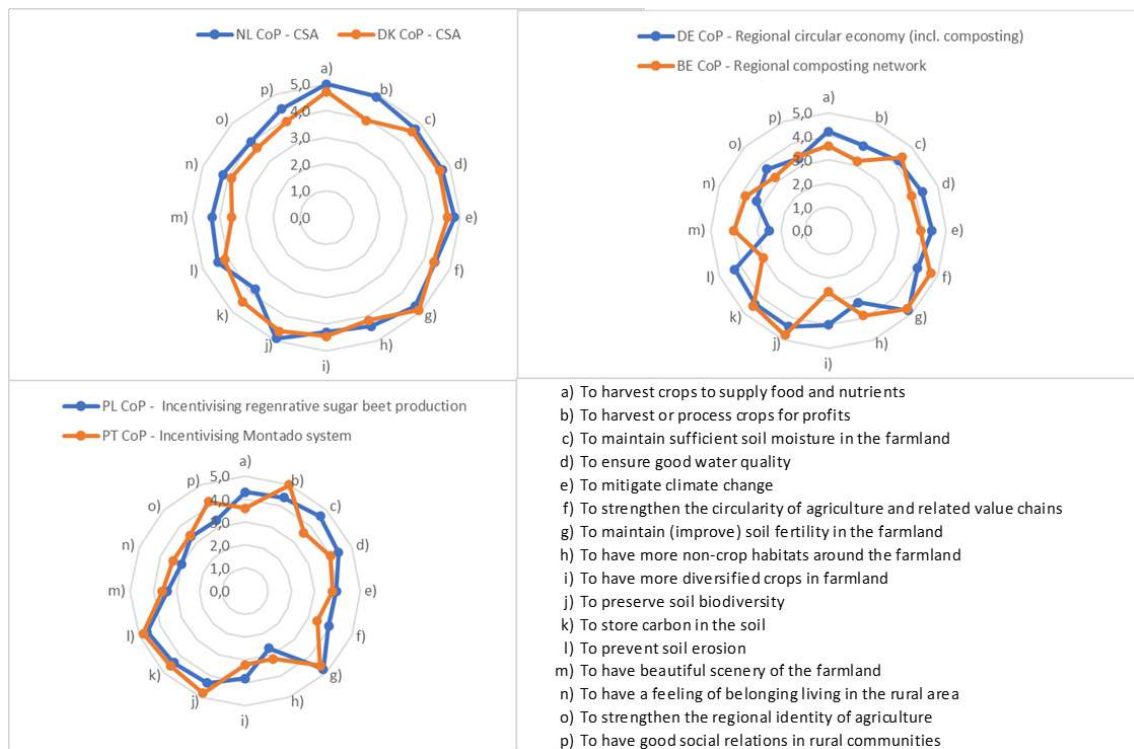 NL CoP - CSA
DK CoP - CSA
a)
5,0
p)
b)
4,0
o)
c)
3,0
n)
2,0
d)
1,0
m)
0,0
e)
l)
f)
k)
g)
j)
h)
i)
DE CoP - Regional circular economy (incl. composting)
BE CoP - Regional composting network
a)
5,0
p)
b)
4,0
o)
c)
3,0
n)
2,0
d)
1,0
m)
0,0
e)
l)
f)
k)
g)
j)
h)
i)
PL CoP - Incentivising regenrative sugar beet production
PT CoP - Incentivising Montado system
a)
5,0
p)
b)
4,0
o)
c)
3,0
n)
2,0
d)
1,0
m)
0,0
e)
l)
f)
k)
g)
j)
h)
i)
a) To harvest crops to supply food and nutrients
b) To harvest or process crops for profits
c) To maintain sufficient soil moisture in the farmland
d) To ensure good water quality
e) To mitigate climate change
f) To strengthen the circularity of agriculture and related value chains
g) To maintain (improve) soil fertility in the farmland
h) To have more non-crop habitats around the farmland
i) To have more diversified crops in farmland
j) To preserve soil biodiversity
k) To store carbon in the soil
l) To prevent soil erosion
m) To have beautiful scenery of the farmland
n) To have a feeling of belonging living in the rural area
o) To strengthen the regional identity of agriculture
p) To have good social relations in rural communities